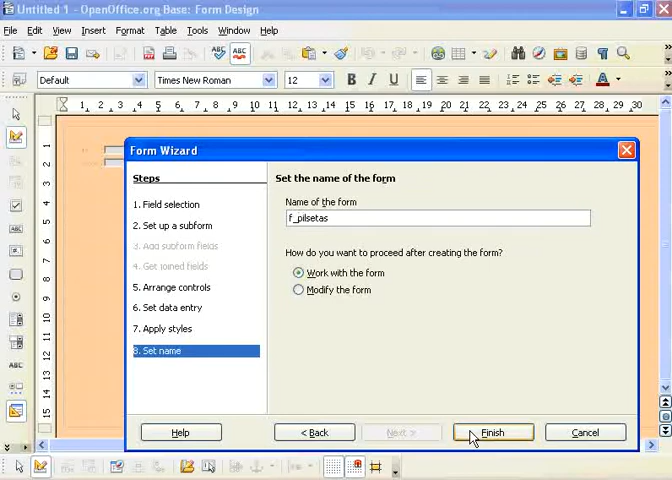 Untitled 1 - OpenOffice.org Base: Form Design
File Edit View Insert Format Table Tools Window Help
Default Times New Roman 12
Form Wizard
Steps
1. Field selection
2. Set up a subform
3. Add subform fields
4. Get joined fields
5. Arrange controls
6. Set data entry
7. Apply styles
8. Set name
Set the name of the form
Name of the form
f_pilsetas
How do you want to proceed after creating the form?
Work with the form
Modify the form
Help < Back Next > Finish Cancel